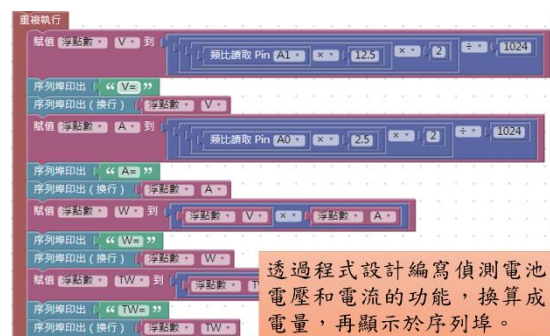 重複執行
賦值 浮點數 V 到 類比讀取 Pin A1 × 12.5 × 2 ÷ 1024
序列埠印出 “ V= ”
序列埠印出(換行) 浮點數 V
賦值 浮點數 A 到 類比讀取 Pin A0 × 2.5 × 2 ÷ 1024
序列埠印出 “ A= ”
序列埠印出(換行) 浮點數 A
賦值 浮點數 W 到 浮點數 V × 浮點數 A
序列埠印出 “ W= ”
序列埠印出(換行) 浮點數 W
賦值 浮點數 TW 到 浮點數
序列埠印出 “ TW= ”
序列埠印出(換行) 浮點數 TW
透過程式設計編寫偵測電池
電壓和電流的功能,換算成
電量,再顯示於序列埠。